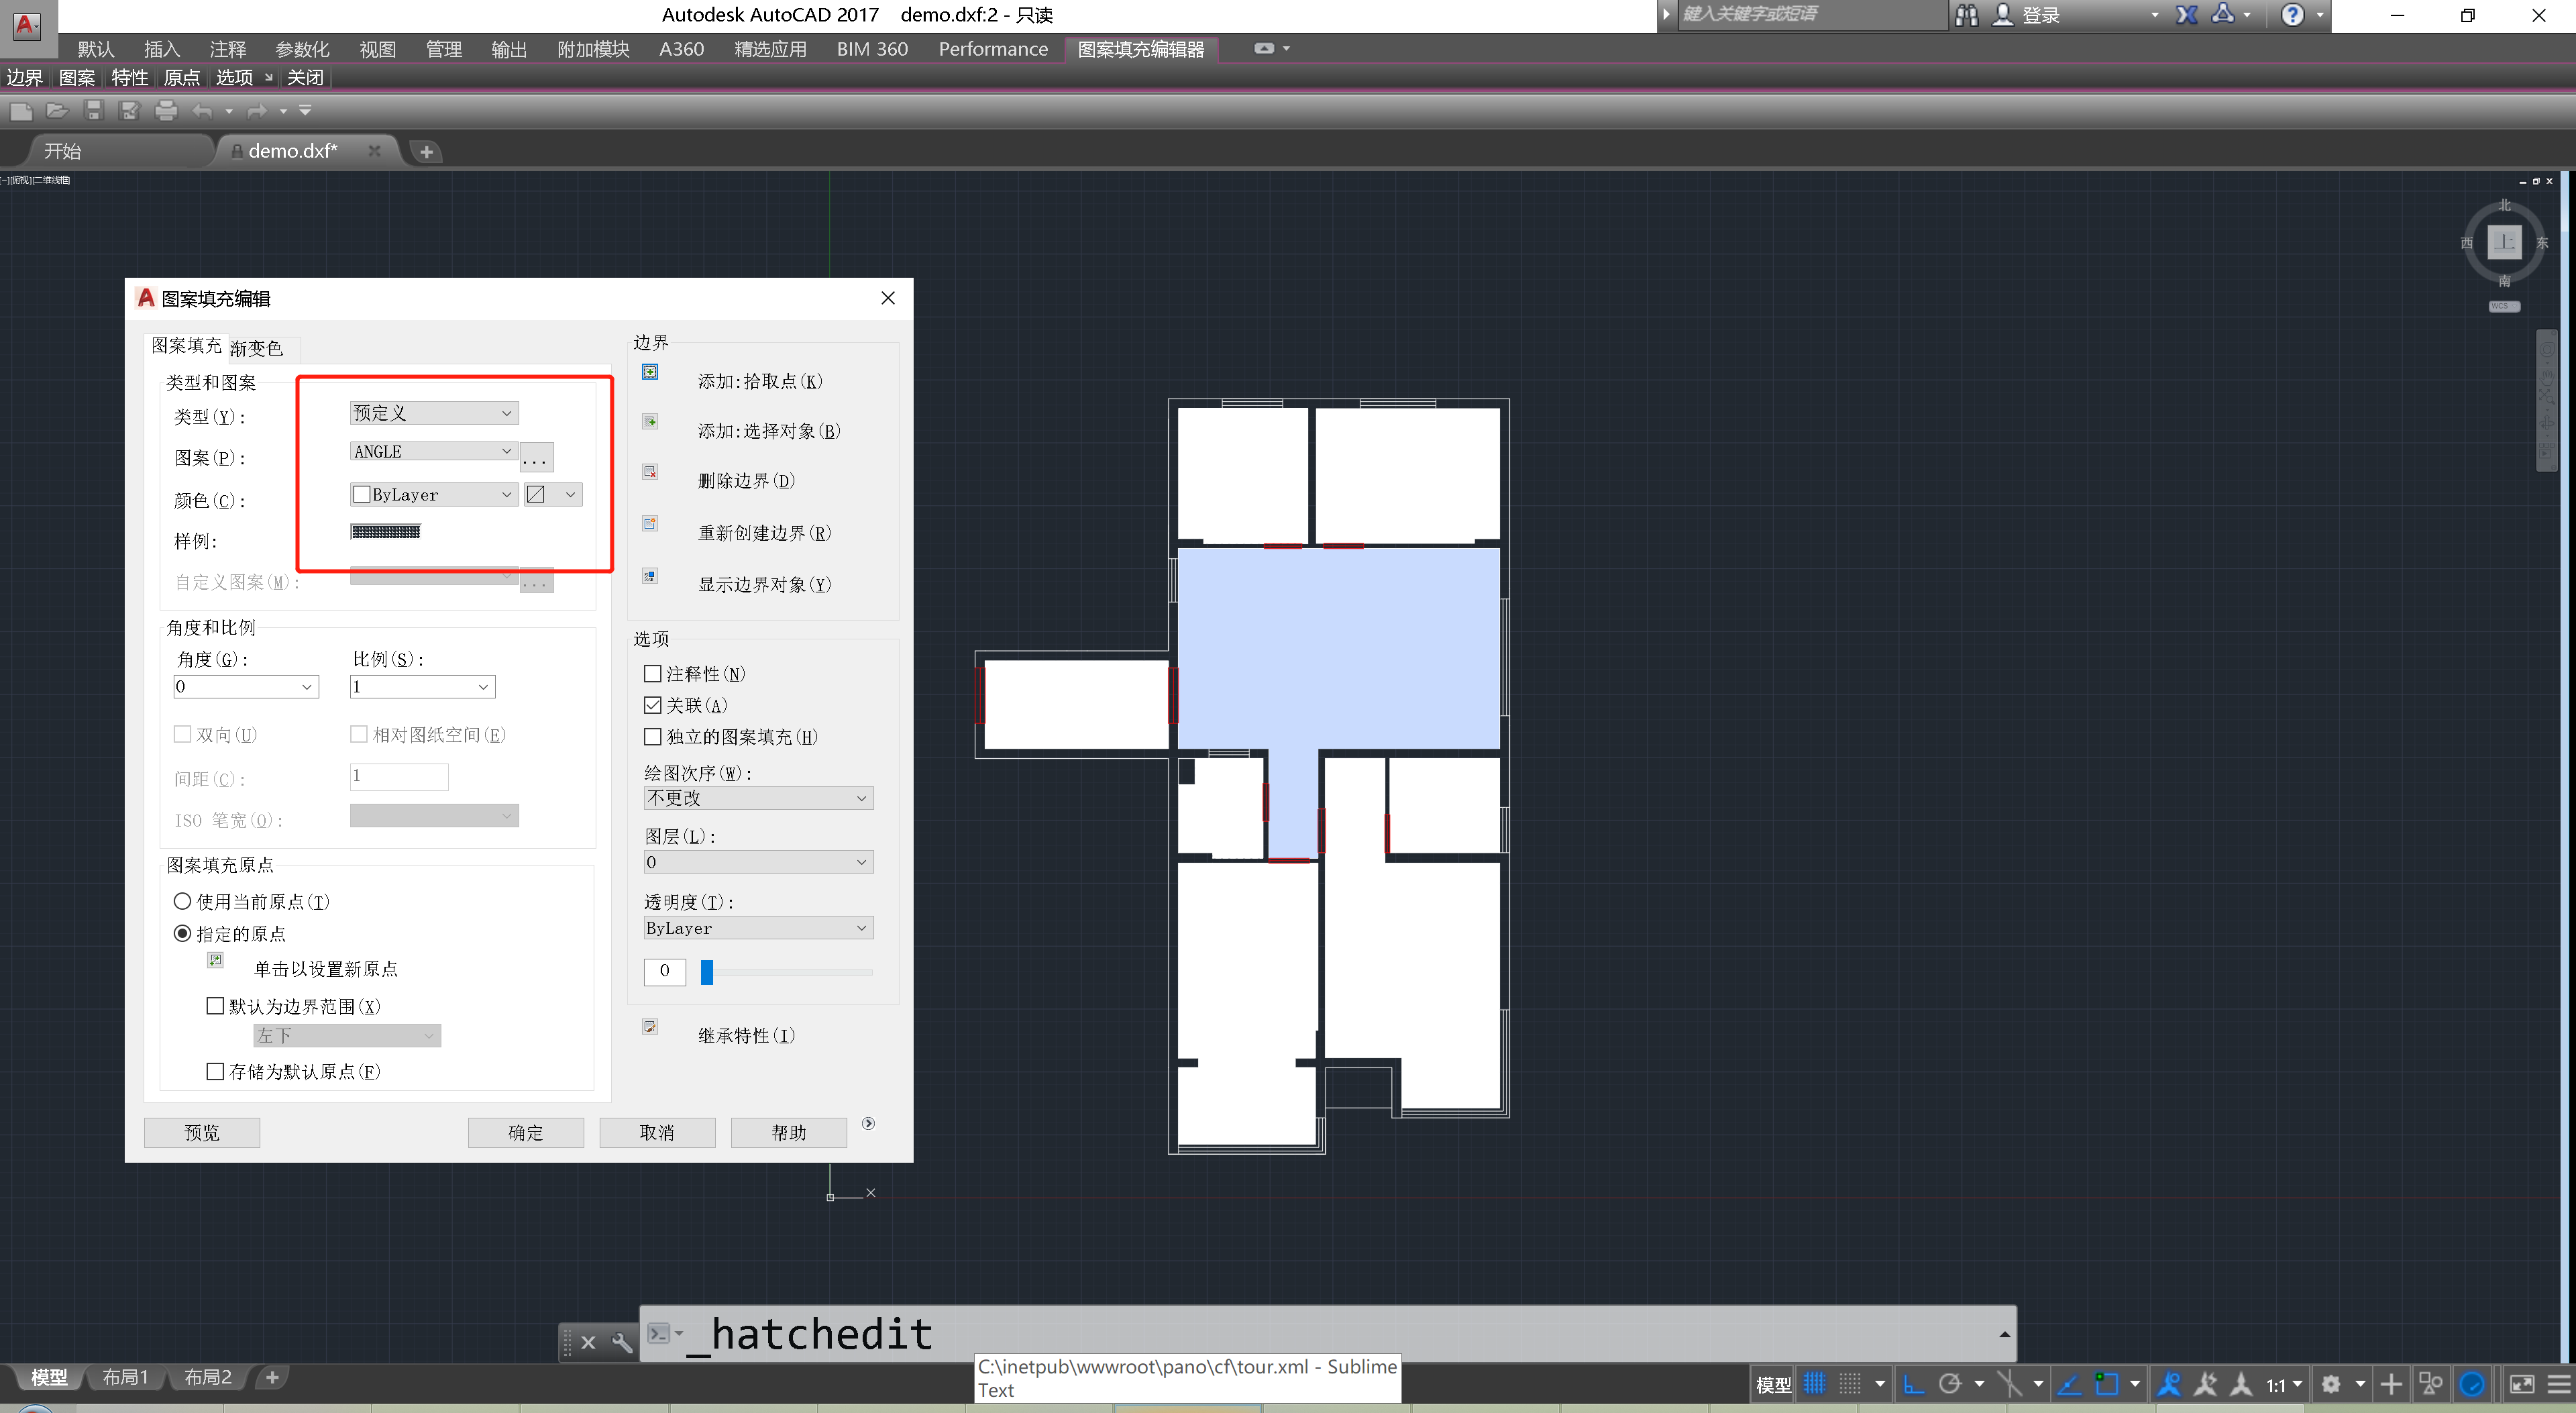 Autodesk AutoCAD 2017 demo.dxf:2 - 只读
键入关键字或短语
登录
默认 插入 注释 参数化 视图 管理 输出 附加模块 A360 精选应用 BIM 360 Performance 图案填充编辑器
边界 图案 特性 原点 选项 关闭
开始 demo.dxf*
[−][俯视][二维线框]
北
西 上 东
南
WCS
图案填充编辑
图案填充 渐变色
类型和图案
类型(Y): 预定义
图案(P): ANGLE ...
颜色(C): ByLayer
样例:
自定义图案(M): ...
角度和比例
角度(G): 比例(S):
0 1
双向(U) 相对图纸空间(E)
间距(C): 1
ISO 笔宽(O):
图案填充原点
使用当前原点(T)
指定的原点
单击以设置新原点
默认为边界范围(X)
左下
存储为默认原点(F)
边界
添加:拾取点(K)
添加:选择对象(B)
删除边界(D)
重新创建边界(R)
显示边界对象(Y)
选项
注释性(N)
关联(A)
独立的图案填充(H)
绘图次序(W):
不更改
图层(L):
0
透明度(T):
ByLayer
0
继承特性(I)
预览 确定 取消 帮助
X
_hatchedit
C:\inetpub\wwwroot\pano\cf\tour.xml - Sublime
Text
模型 布局1 布局2
模型 1:1